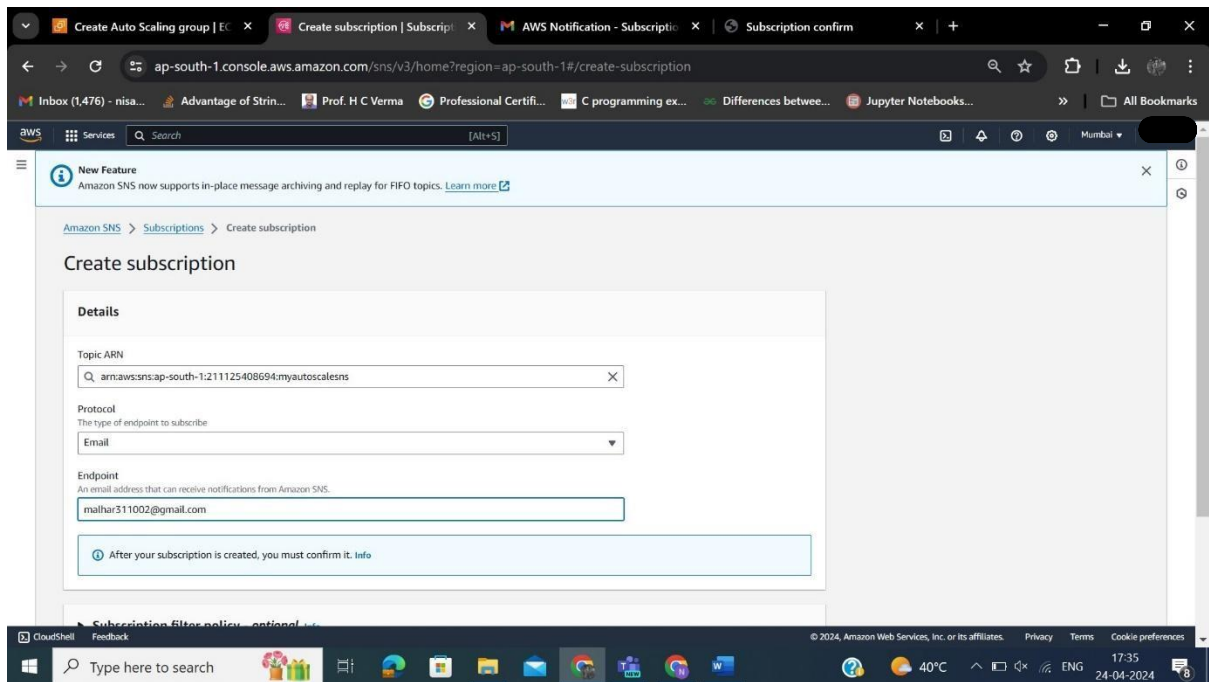 Create Auto Scaling group | EC
Create subscription | Subscript
AWS Notification - Subscriptio
Subscription confirm
ap-south-1.console.aws.amazon.com/sns/v3/home?region=ap-south-1#/create-subscription
Inbox (1,476) - nisa...
Advantage of Strin...
Prof. H C Verma
Professional Certifi...
C programming ex...
Differences betwee...
Jupyter Notebooks...
»
All Bookmarks
aws
Services
Search
[Alt+S]
Mumbai
New Feature
Amazon SNS now supports in-place message archiving and replay for FIFO topics. Learn more
Amazon SNS > Subscriptions > Create subscription
Create subscription
Details
Topic ARN
arn:aws:sns:ap-south-1:211125408694:myautoscalesns
Protocol
The type of endpoint to subscribe
Email
Endpoint
An email address that can receive notifications from Amazon SNS.
malhar311002@gmail.com
After your subscription is created, you must confirm it. Info
Subscription filter policy - optional Info
CloudShell
Feedback
© 2024, Amazon Web Services, Inc. or its affiliates.
Privacy
Terms
Cookie preferences
Type here to search
NEW
40°C
ENG
17:35
24-04-2024
8